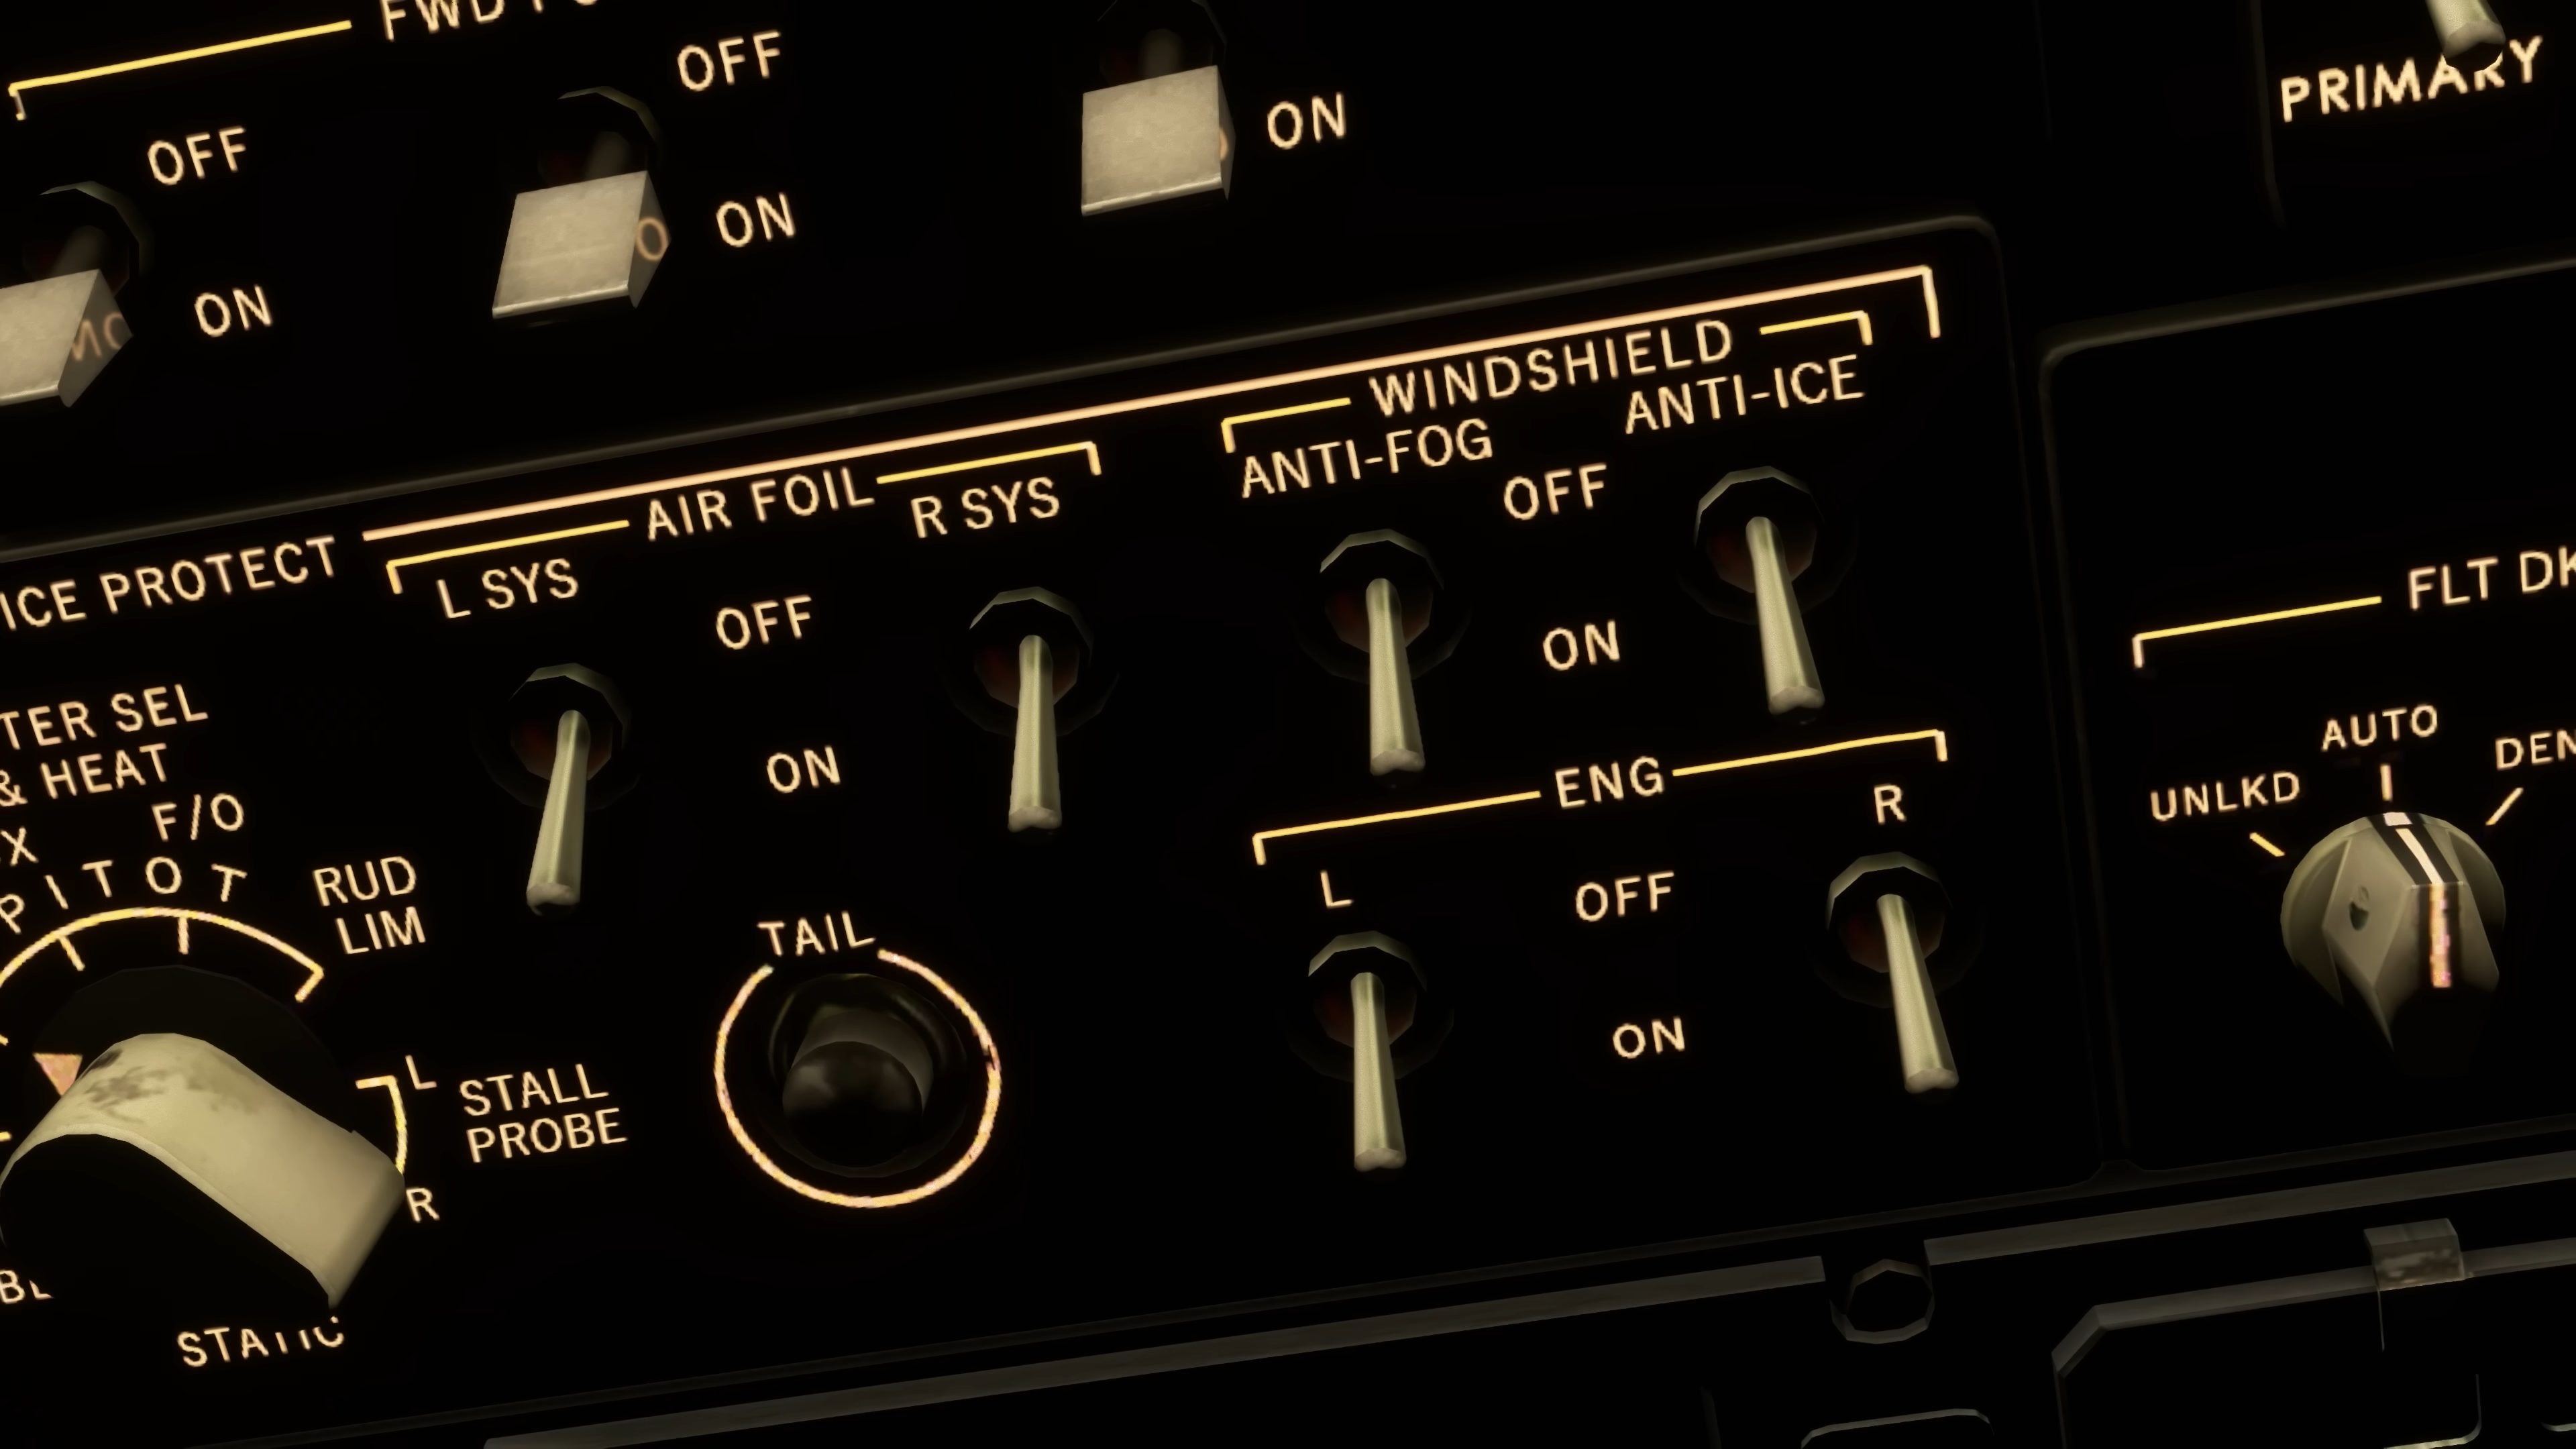 FWD
OFF
ON
OFF
ON
ON
PRIMARY
ICE PROTECT
AIR FOIL
L SYS
R SYS
OFF
ON
WINDSHIELD
ANTI-FOG
ANTI-ICE
OFF
ON
ENG
L
R
OFF
ON
TER SEL
& HEAT
X
F/O
PITOT
RUD
LIM
L
STALL
PROBE
R
STATIC
TAIL
FLT DK
UNLKD
AUTO
DEN